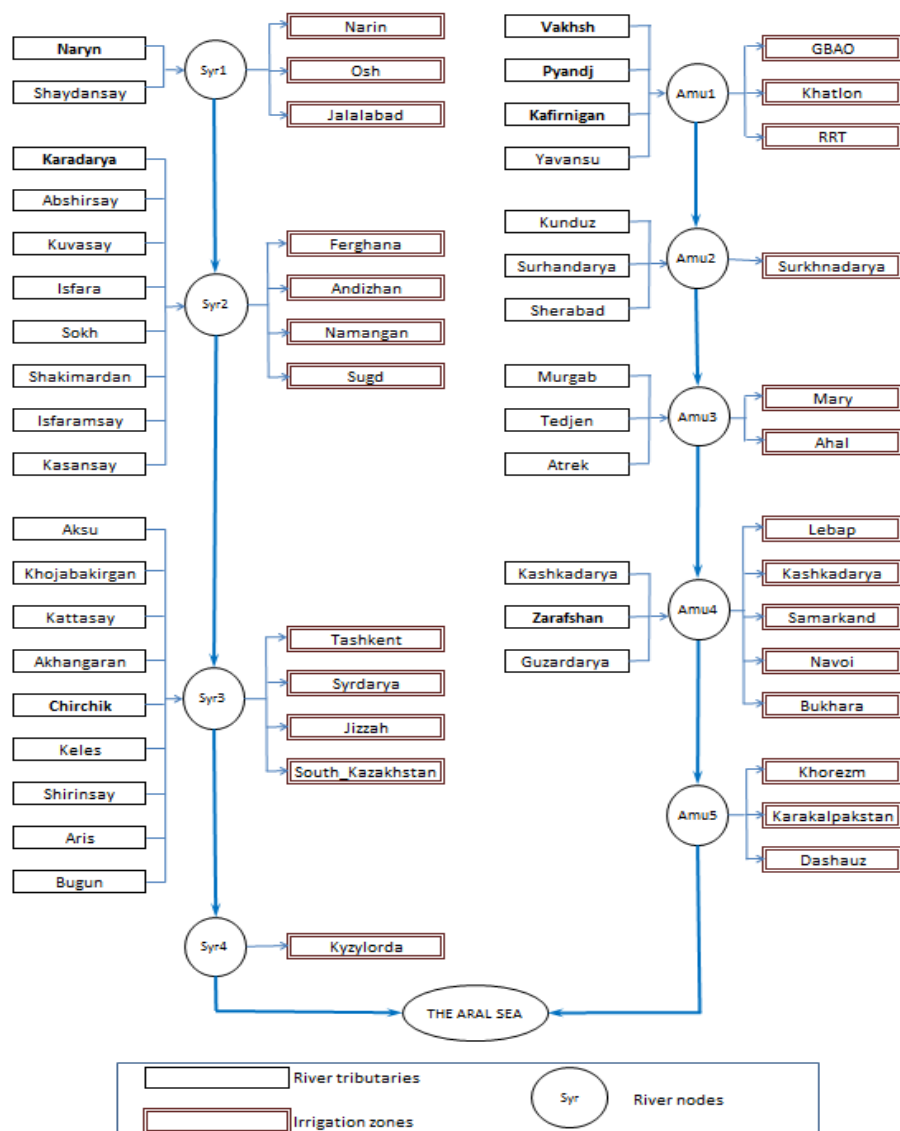 Naryn
Shaydansay
Syr1
Narin
Osh
Jalalabad
Karadarya
Abshirsay
Kuvasay
Isfara
Sokh
Shakimardan
Isfaramsay
Kasansay
Syr2
Ferghana
Andizhan
Namangan
Sugd
Aksu
Khojabakirgan
Kattasay
Akhangaran
Chirchik
Keles
Shirinsay
Aris
Bugun
Syr3
Tashkent
Syrdarya
Jizzah
South_Kazakhstan
Syr4
Kyzylorda
Vakhsh
Pyandj
Kafirnigan
Yavansu
Amu1
GBAO
Khatlon
RRT
Kunduz
Surhandarya
Sherabad
Amu2
Surkhnadarya
Murgab
Tedjen
Atrek
Amu3
Mary
Ahal
Kashkadarya
Zarafshan
Guzardarya
Amu4
Lebap
Kashkadarya
Samarkand
Navoi
Bukhara
Amu5
Khorezm
Karakalpakstan
Dashauz
THE ARAL SEA
River tributaries
Irrigation zones
Syr
River nodes